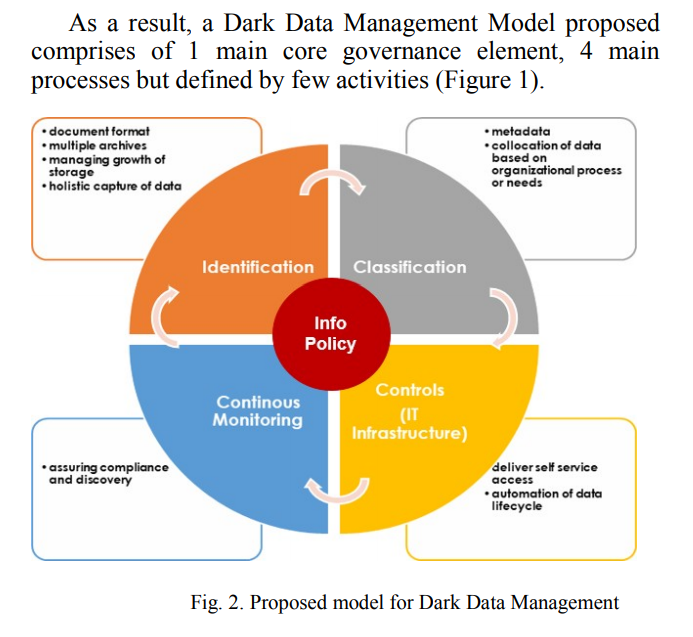 As a result, a Dark Data Management Model proposed
comprises of 1 main core governance element, 4 main
processes but defined by few activities (Figure 1).
• document format
• multiple archives
• managing growth of
storage
• holistic capture of data
• metadata
• collocation of data
based on
organizational process
or needs
Identification
Classification
Info
Policy
Continous
Monitoring
Controls
(IT
Infrastructure)
• assuring compliance
and discovery
deliver self service
access
• automation of data
lifecycle
Fig. 2. Proposed model for Dark Data Management